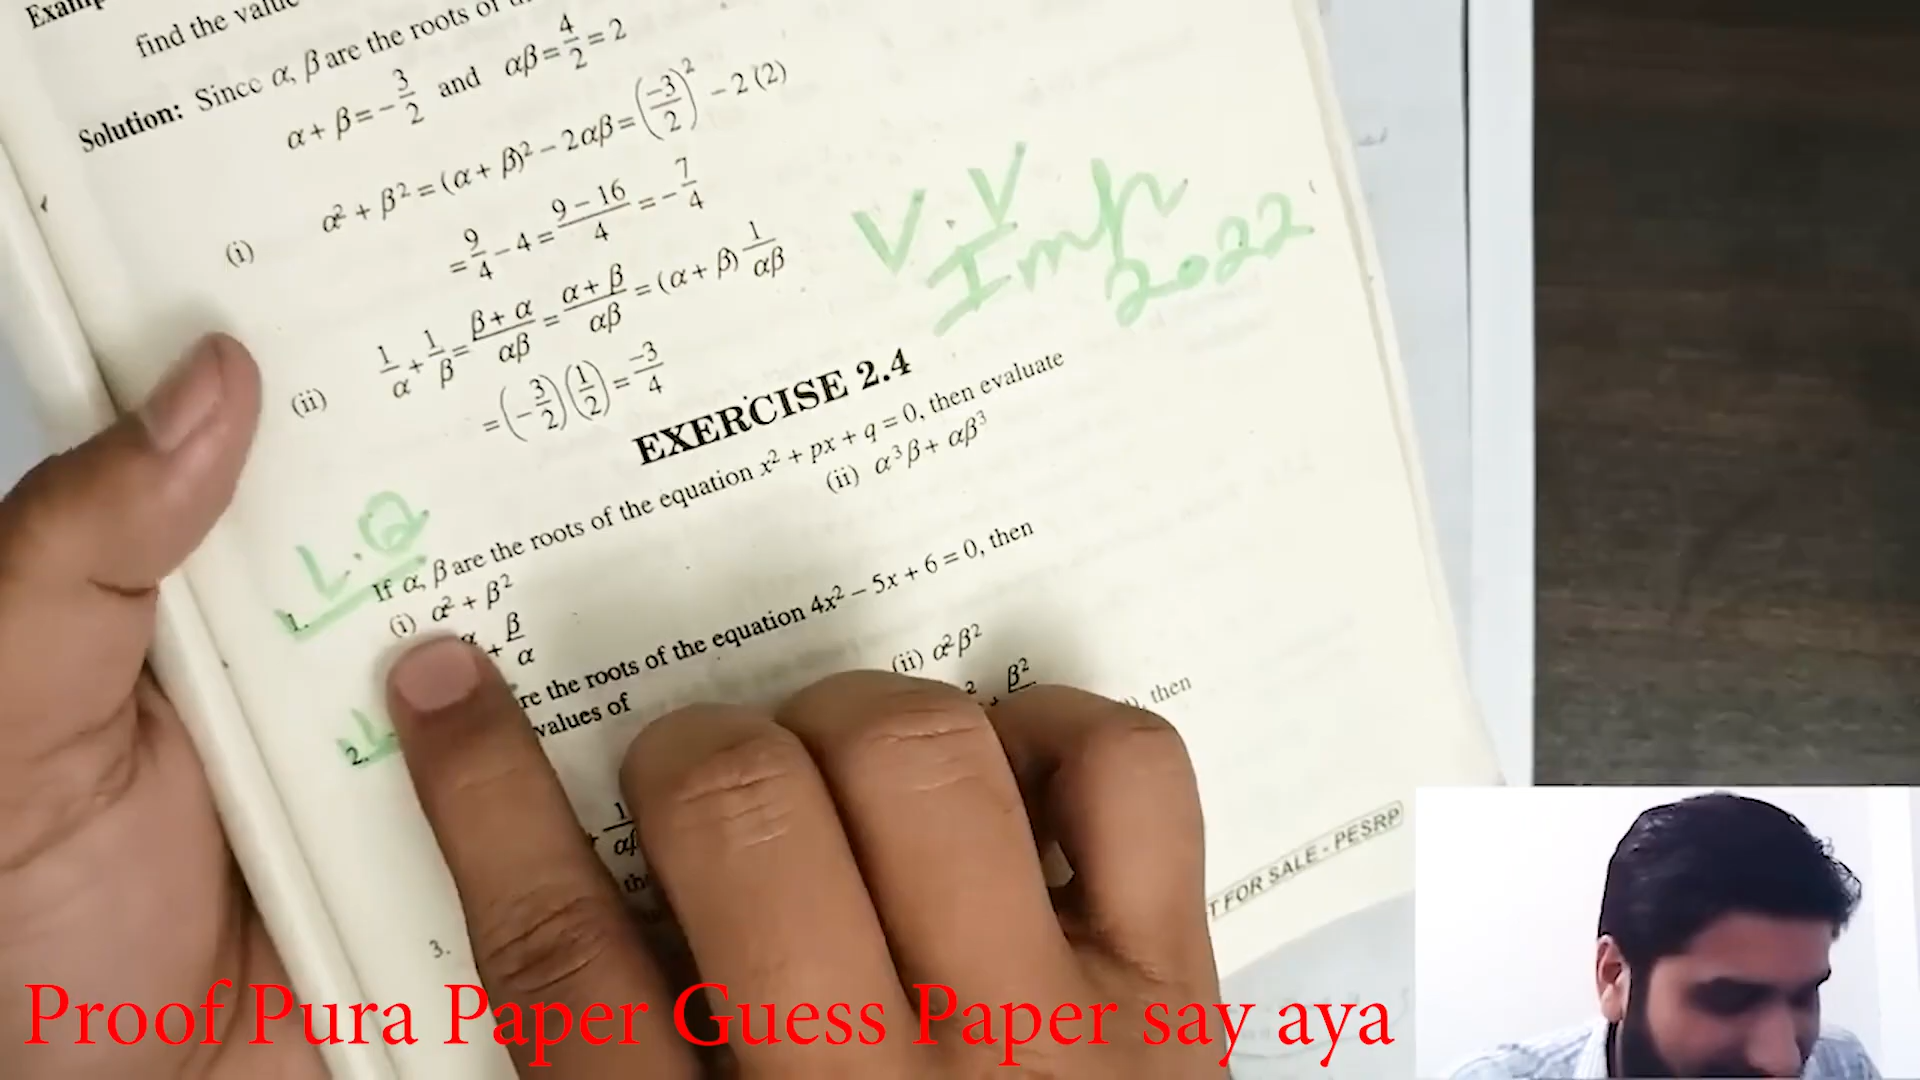 find the value
Solution: Since α, β are the roots of
α + β = - 3/2 and αβ = 4/2 = 2
(i) α² + β² = (α + β)² - 2αβ = (-3/2)² - 2 (2)
= 9/4 - 4 = 9 - 16/4 = - 7/4
(ii) 1/α + 1/β = β + α/αβ = α + β/αβ = (α + β) 1/αβ
= (- 3/2) (1/2) = -3/4
V.V
Imp
2022
EXERCISE 2.4
L.Q
1. If α, β are the roots of the equation x² + px + q = 0, then evaluate
(i) α² + β² (ii) α³β + αβ³
+ β/α
2. re the roots of the equation 4x² - 5x + 6 = 0, then
values of
(ii) α²β²
β²
, then
3.
T FOR SALE - PESRP
Proof Pura Paper Guess Paper say aya